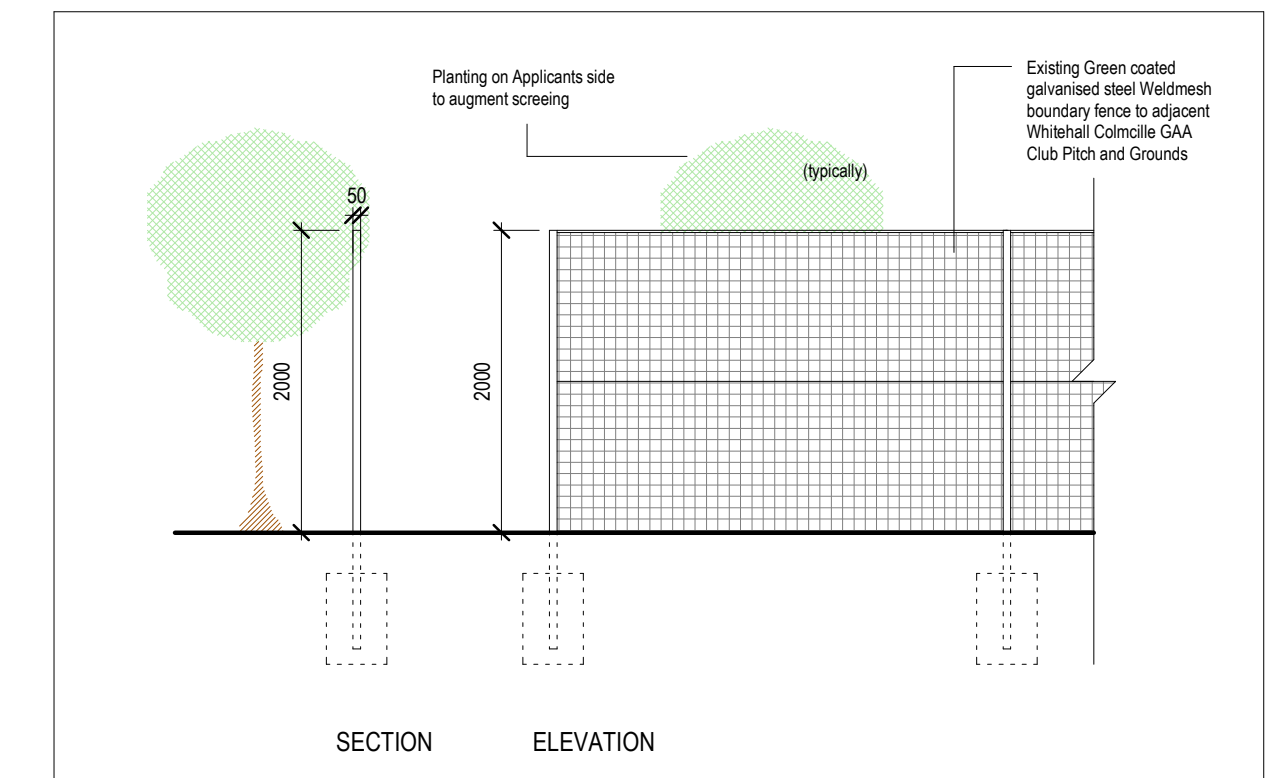 Planting on Applicants side
to augment screeing
Existing Green coated
galvanised steel Weldmesh
boundary fence to adjacent
Whitehall Colmcille GAA
Club Pitch and Grounds
(typically)
50
2000
2000
SECTION
ELEVATION